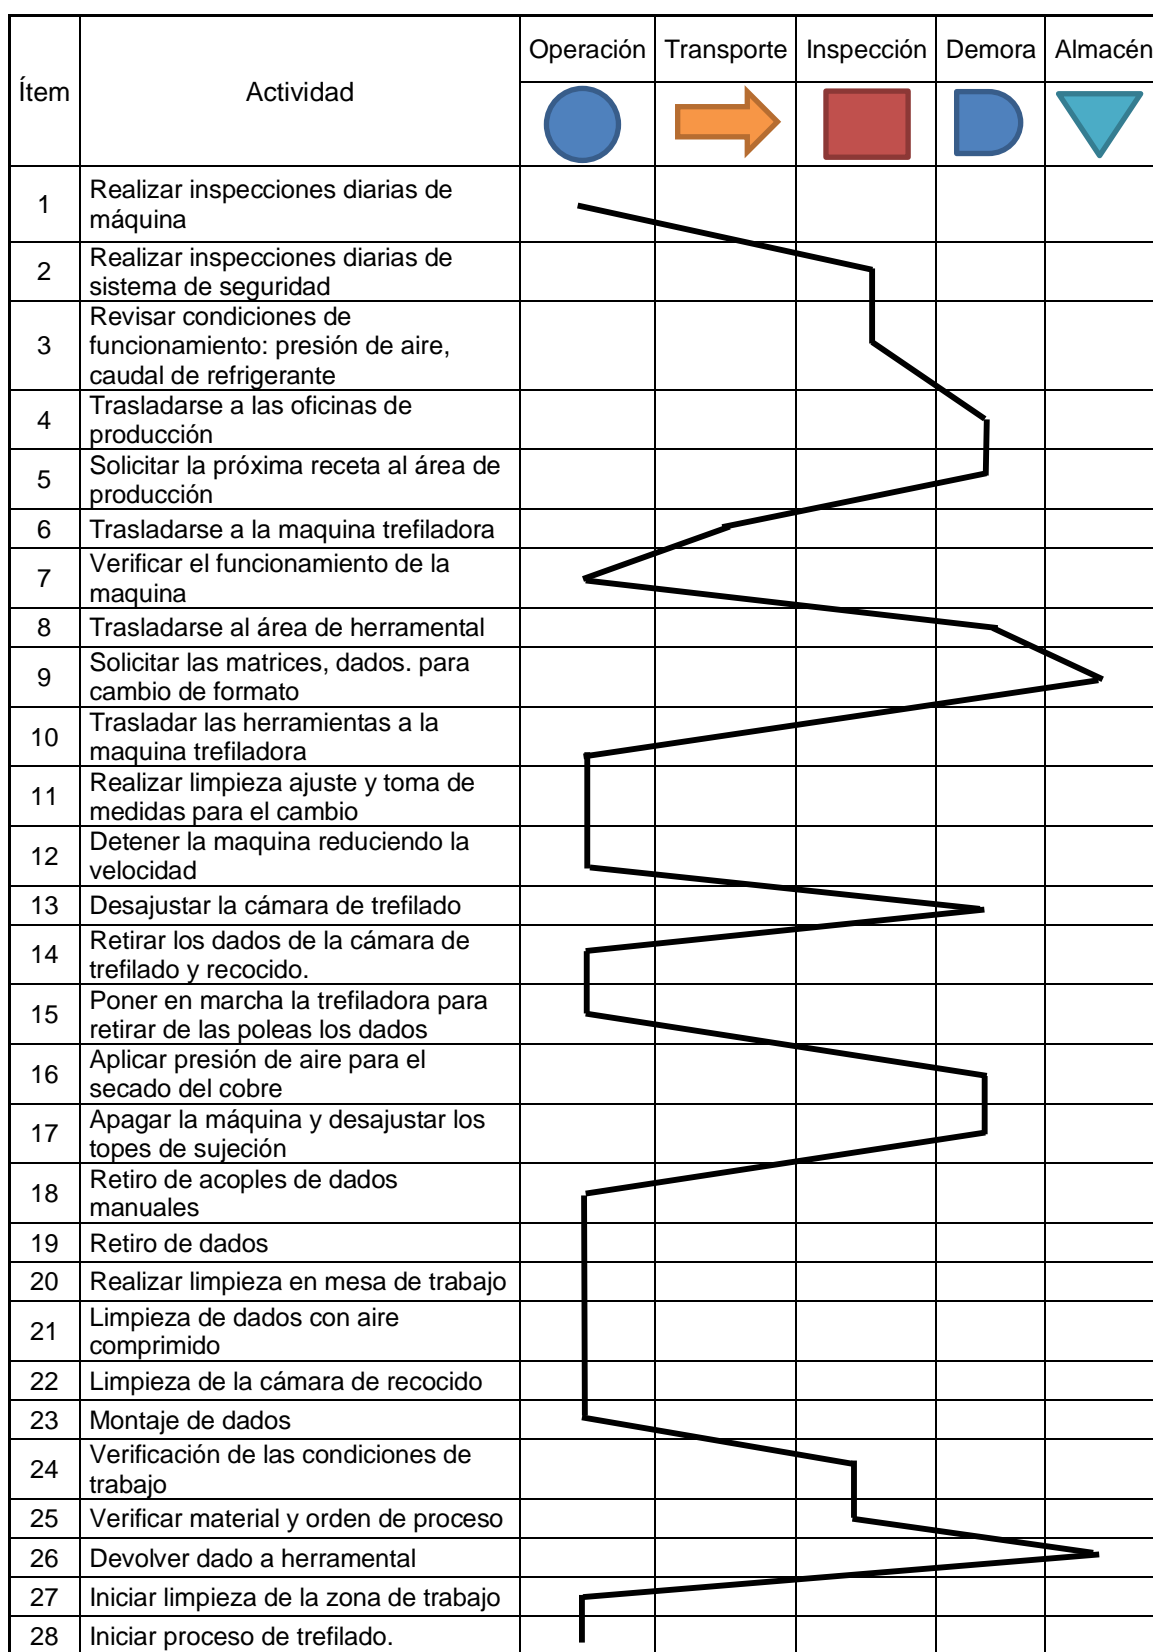 Ítem
Actividad
Operación
Transporte
Inspección
Demora
Almacén
1
Realizar inspecciones diarias de
máquina
2
Realizar inspecciones diarias de
sistema de seguridad
3
Revisar condiciones de
funcionamiento: presión de aire,
caudal de refrigerante
4
Trasladarse a las oficinas de
producción
5
Solicitar la próxima receta al área de
producción
6
Trasladarse a la maquina trefiladora
7
Verificar el funcionamiento de la
maquina
8
Trasladarse al área de herramental
9
Solicitar las matrices, dados. para
cambio de formato
10
Trasladar las herramientas a la
maquina trefiladora
11
Realizar limpieza ajuste y toma de
medidas para el cambio
12
Detener la maquina reduciendo la
velocidad
13
Desajustar la cámara de trefilado
14
Retirar los dados de la cámara de
trefilado y recocido.
15
Poner en marcha la trefiladora para
retirar de las poleas los dados
16
Aplicar presión de aire para el
secado del cobre
17
Apagar la máquina y desajustar los
topes de sujeción
18
Retiro de acoples de dados
manuales
19
Retiro de dados
20
Realizar limpieza en mesa de trabajo
21
Limpieza de dados con aire
comprimido
22
Limpieza de la cámara de recocido
23
Montaje de dados
24
Verificación de las condiciones de
trabajo
25
Verificar material y orden de proceso
26
Devolver dado a herramental
27
Iniciar limpieza de la zona de trabajo
28
Iniciar proceso de trefilado.